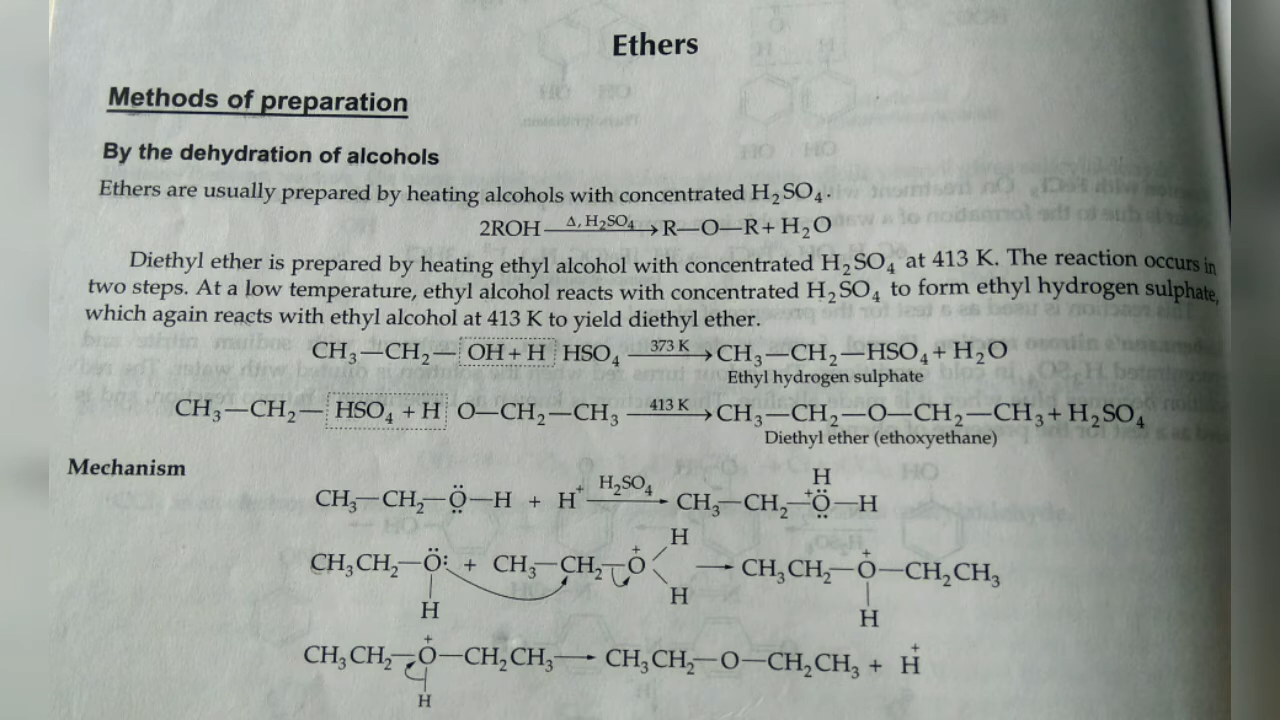 Ethers
Methods of preparation
By the dehydration of alcohols
Ethers are usually prepared by heating alcohols with concentrated H₂SO₄.
2ROH —Δ, H₂SO₄→ R—O—R + H₂O
Diethyl ether is prepared by heating ethyl alcohol with concentrated H₂SO₄ at 413 K. The reaction occurs in
two steps. At a low temperature, ethyl alcohol reacts with concentrated H₂SO₄ to form ethyl hydrogen sulphate,
which again reacts with ethyl alcohol at 413 K to yield diethyl ether.
CH₃—CH₂—OH + H HSO₄ —373 K→ CH₃—CH₂—HSO₄ + H₂O
Ethyl hydrogen sulphate
CH₃—CH₂—HSO₄ + H O—CH₂—CH₃ —413 K→ CH₃—CH₂—O—CH₂—CH₃ + H₂SO₄
Diethyl ether (ethoxyethane)
Mechanism
H
CH₃—CH₂—Ö—H + H⁺ —H₂SO₄→ CH₃—CH₂—⁺Ö—H
H
CH₃CH₂—Ö: + CH₃—CH₂—O⁺ → CH₃CH₂—O⁺—CH₂CH₃
H H H
CH₃CH₂—O⁺—CH₂CH₃ → CH₃CH₂—O—CH₂CH₃ + H⁺
H